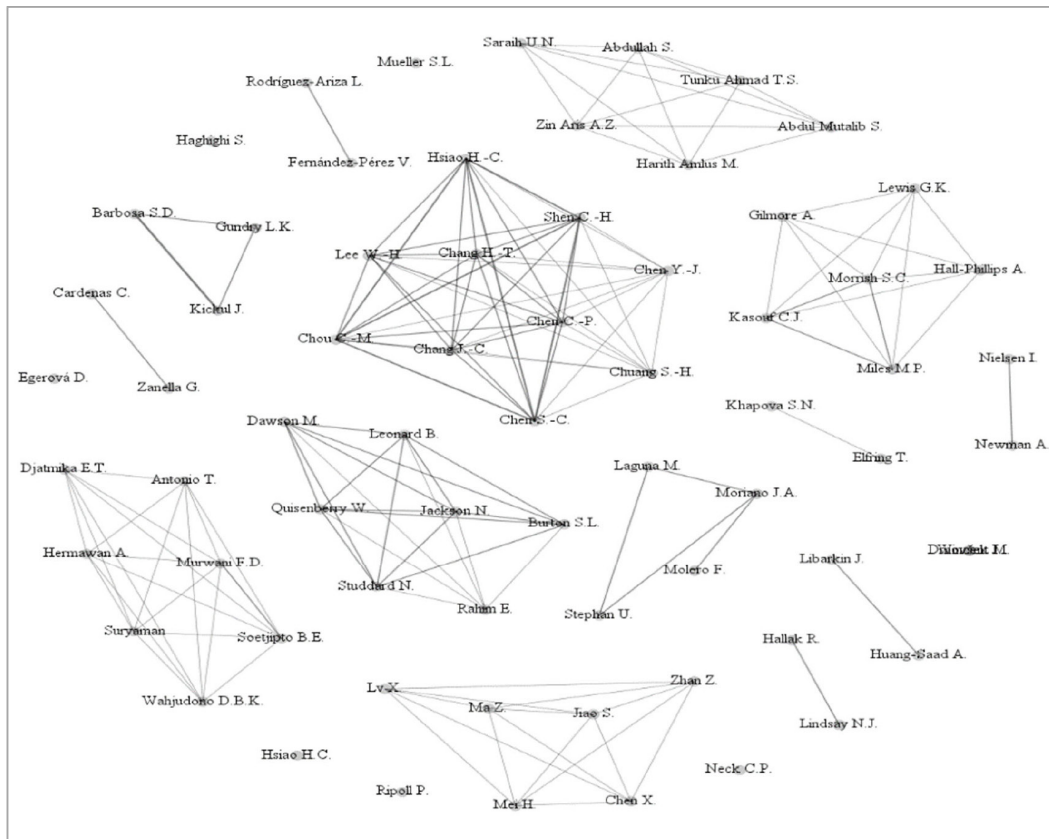 Saraih U.N.
Abdullah S.
Mueller S.L.
Tunku Ahmad T.S.
Rodríguez-Ariza L.
Zin Aris A.Z.
Abdul Mutalib S.
Haghighi S.
Hsiao H.-C.
Fernández-Pérez V.
Harith Amlus M.
Lewis G.K.
Barbosa S.D.
Gundry L.K.
Shen C.-H.
Gilmore A.
Lee W.-H.
Chang H.-T.
Chen Y.-J.
Morrish S.C.
Hall-Phillips A.
Cardenas C.
Kickul J.
Chen C.-P.
Kasouf C.J.
Chou C.-M.
Chang J.-C.
Nielsen I.
Egerová D.
Zanella G.
Chuang S.-H.
Miles M.P.
Khapova S.N.
Dawson M.
Chen S.-C.
Leonard B.
Newman A.
Elfring T.
Djatmika E.T.
Antonio T.
Laguna M.
Moriano J.A.
Quisenberry W.
Jackson N.
Burton S.L.
Hermawan A.
Murwani F.D.
Molero F.
Libarkin J.
Studdard N.
Rahim E.
Stephan U.
Suryaman
Soetjipto B.E.
Hallak R.
Huang-Saad A.
Wahjudono D.B.K.
Lv X.
Zhan Z.
Ma Z.
Jiao S.
Lindsay N.J.
Hsiao H.C.
Ripoll P.
Mei H.
Chen X.
Neck C.P.